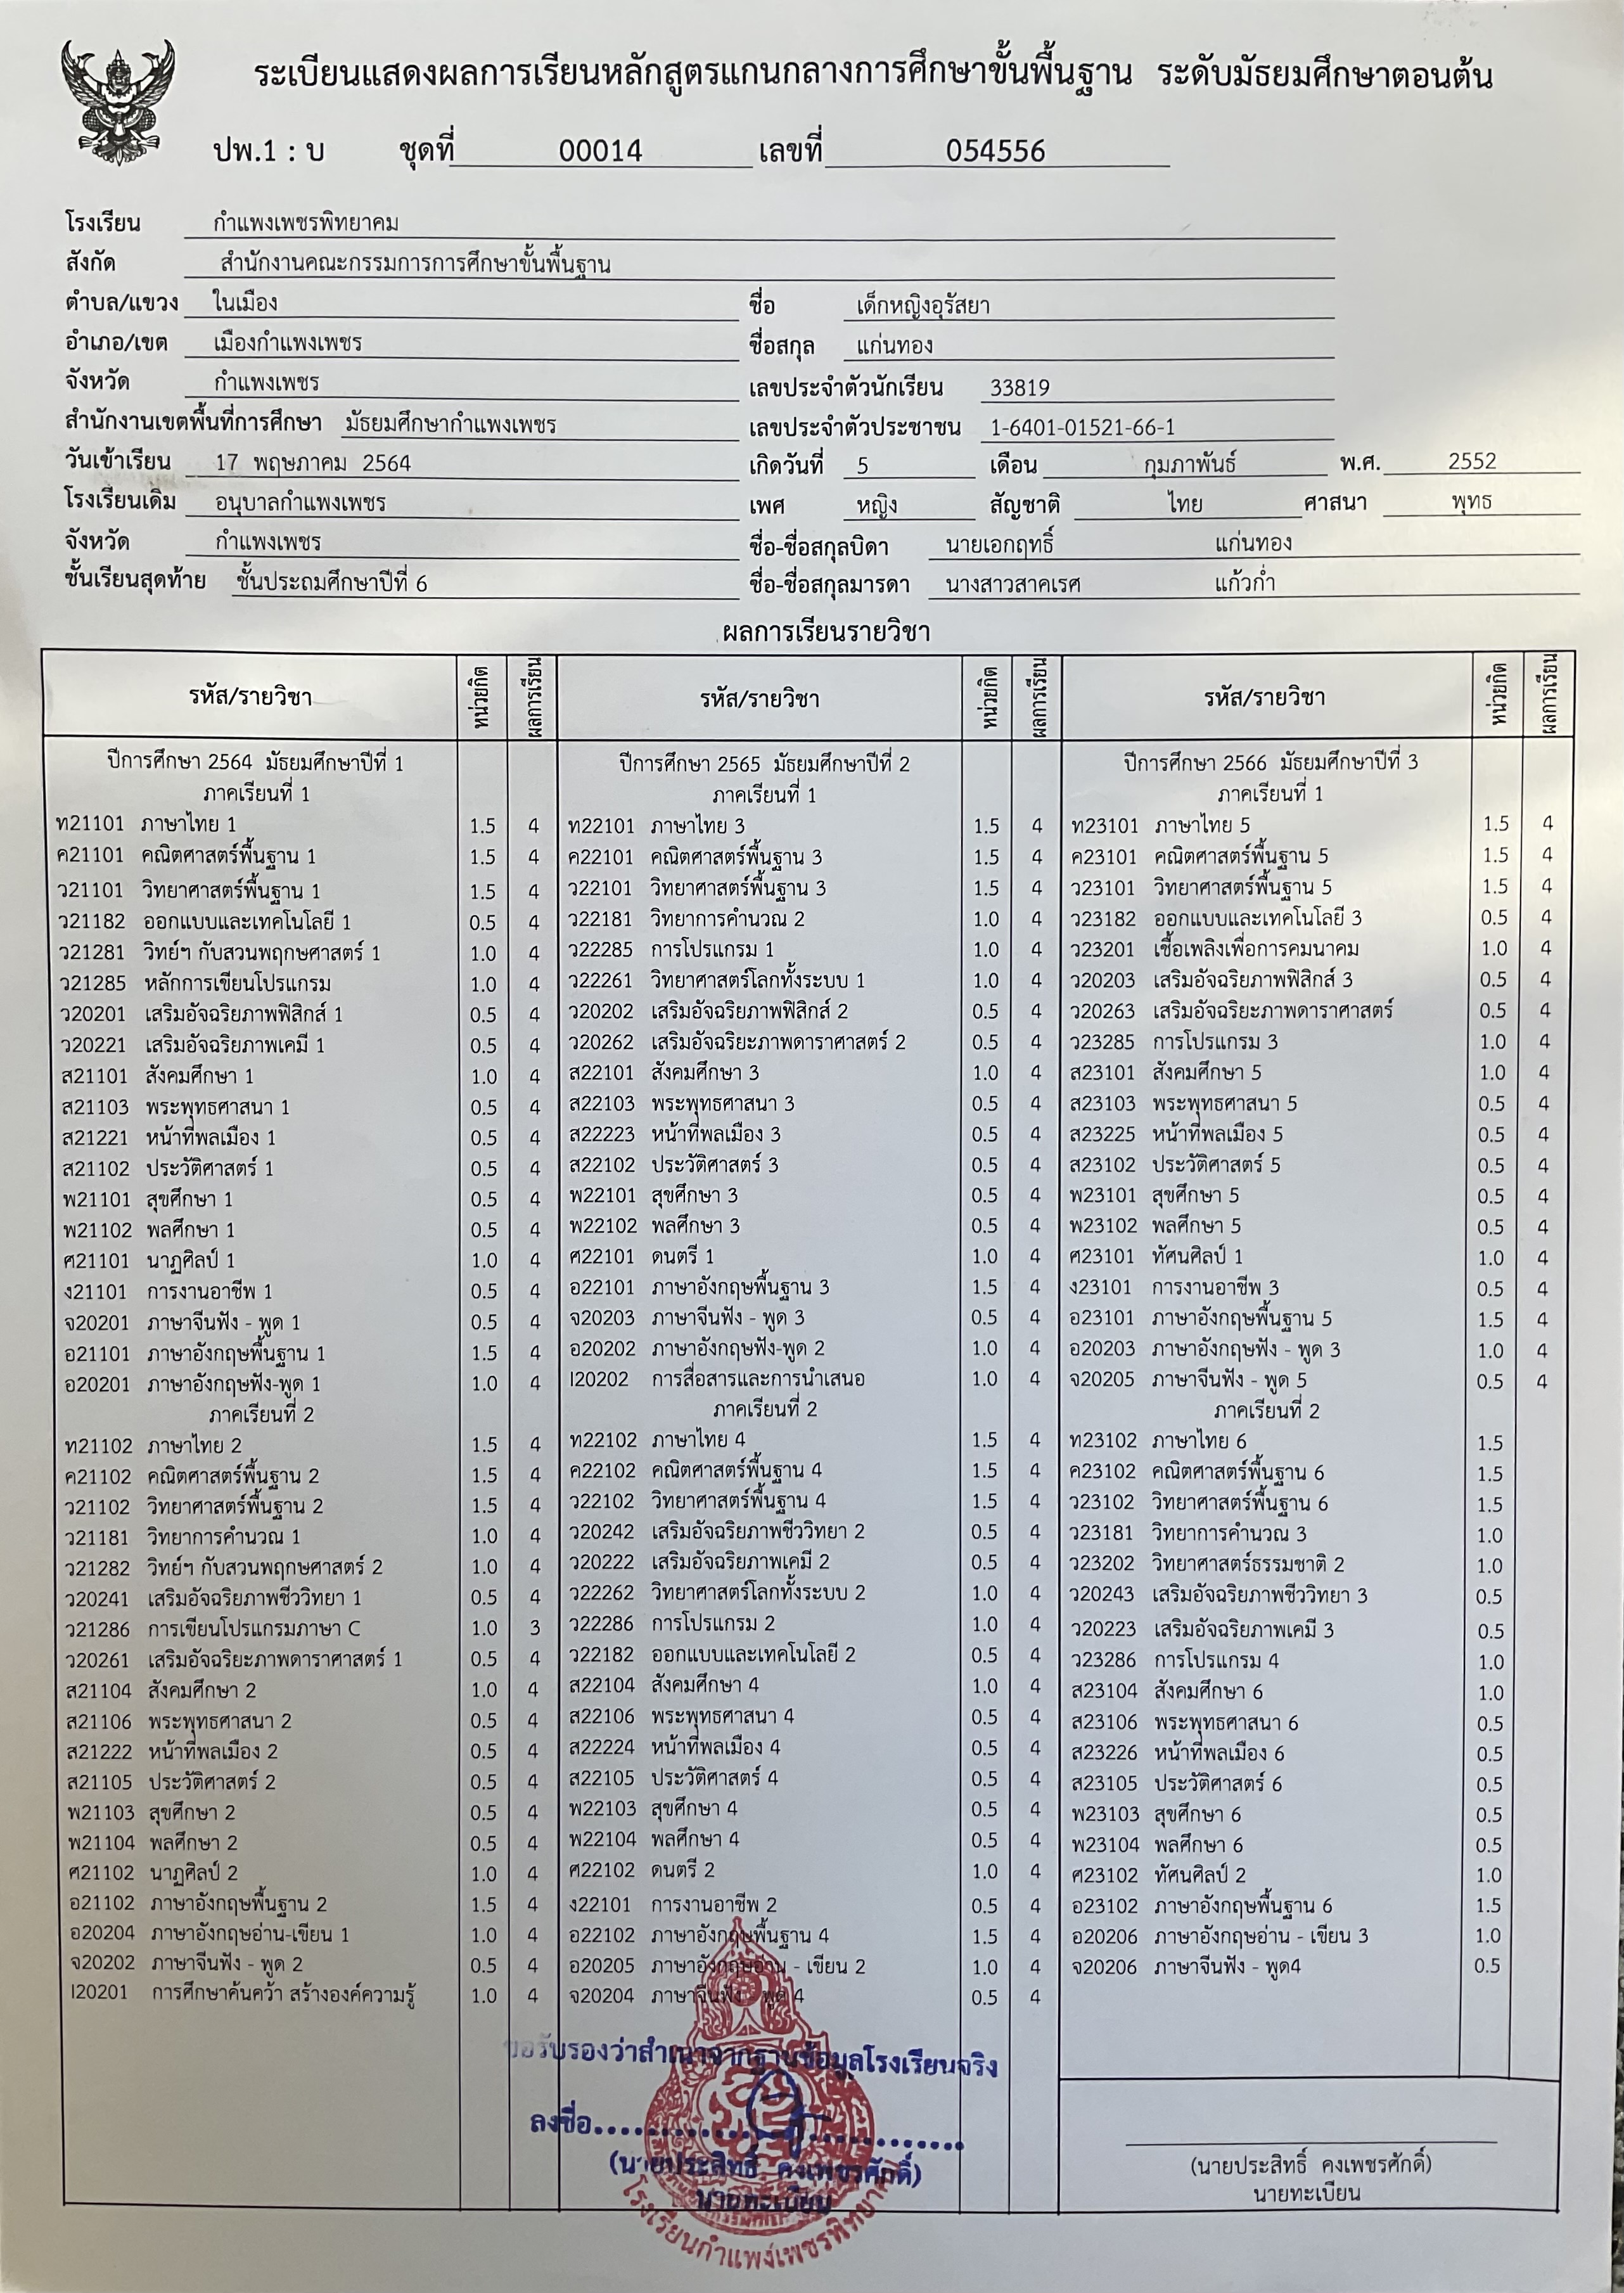 ระเบียนแสดงผลการเรียนหลักสูตรแกนกลางการศึกษาขั้นพื้นฐาน ระดับมัธยมศึกษาตอนต้น
ปพ.1 : บ ชุดที่ 00014 เลขที่ 054556
โรงเรียน กำแพงเพชรพิทยาคม
สังกัด สำนักงานคณะกรรมการการศึกษาขั้นพื้นฐาน
ตำบล/แขวง ในเมือง
อำเภอ/เขต เมืองกำแพงเพชร
จังหวัด กำแพงเพชร
สำนักงานเขตพื้นที่การศึกษา มัธยมศึกษากำแพงเพชร
วันเข้าเรียน 17 พฤษภาคม 2564
โรงเรียนเดิม อนุบาลกำแพงเพชร
จังหวัด กำแพงเพชร
ชั้นเรียนสุดท้าย ชั้นประถมศึกษาปีที่ 6
ชื่อ เด็กหญิงอุรัสยา
ชื่อสกุล แก่นทอง
เลขประจำตัวนักเรียน 33819
เลขประจำตัวประชาชน 1-6401-01521-66-1
เกิดวันที่ 5 เดือน กุมภาพันธ์ พ.ศ. 2552
เพศ หญิง สัญชาติ ไทย ศาสนา พุทธ
ชื่อ-ชื่อสกุลบิดา นายเอกฤทธิ์ แก่นทอง
ชื่อ-ชื่อสกุลมารดา นางสาวสาคเรศ แก้วก่ำ
ผลการเรียนรายวิชา
รหัส/รายวิชา หน่วยกิต ผลการเรียน
ปีการศึกษา 2564 มัธยมศึกษาปีที่ 1
ภาคเรียนที่ 1
ท21101 ภาษาไทย 1 1.5 4
ค21101 คณิตศาสตร์พื้นฐาน 1 1.5 4
ว21101 วิทยาศาสตร์พื้นฐาน 1 1.5 4
ว21182 ออกแบบและเทคโนโลยี 1 0.5 4
ว21281 วิทย์ฯ กับสวนพฤกษศาสตร์ 1 1.0 4
ว21285 หลักการเขียนโปรแกรม 1.0 4
ว20201 เสริมอัจฉริยภาพฟิสิกส์ 1 0.5 4
ว20221 เสริมอัจฉริยภาพเคมี 1 0.5 4
ส21101 สังคมศึกษา 1 1.0 4
ส21103 พระพุทธศาสนา 1 0.5 4
ส21221 หน้าที่พลเมือง 1 0.5 4
ส21102 ประวัติศาสตร์ 1 0.5 4
พ21101 สุขศึกษา 1 0.5 4
พ21102 พลศึกษา 1 0.5 4
ศ21101 นาฏศิลป์ 1 1.0 4
ง21101 การงานอาชีพ 1 0.5 4
จ20201 ภาษาจีนฟัง - พูด 1 0.5 4
อ21101 ภาษาอังกฤษพื้นฐาน 1 1.5 4
อ20201 ภาษาอังกฤษฟัง-พูด 1 1.0 4
ภาคเรียนที่ 2
ท21102 ภาษาไทย 2 1.5 4
ค21102 คณิตศาสตร์พื้นฐาน 2 1.5 4
ว21102 วิทยาศาสตร์พื้นฐาน 2 1.5 4
ว21181 วิทยาการคำนวณ 1 1.0 4
ว21282 วิทย์ฯ กับสวนพฤกษศาสตร์ 2 1.0 4
ว20241 เสริมอัจฉริยภาพชีววิทยา 1 0.5 4
ว21286 การเขียนโปรแกรมภาษา C 1.0 3
ว20261 เสริมอัจฉริยะภาพดาราศาสตร์ 1 0.5 4
ส21104 สังคมศึกษา 2 1.0 4
ส21106 พระพุทธศาสนา 2 0.5 4
ส21222 หน้าที่พลเมือง 2 0.5 4
ส21105 ประวัติศาสตร์ 2 0.5 4
พ21103 สุขศึกษา 2 0.5 4
พ21104 พลศึกษา 2 0.5 4
ศ21102 นาฏศิลป์ 2 1.0 4
อ21102 ภาษาอังกฤษพื้นฐาน 2 1.5 4
อ20204 ภาษาอังกฤษอ่าน-เขียน 1 1.0 4
จ20202 ภาษาจีนฟัง - พูด 2 0.5 4
I20201 การศึกษาค้นคว้า สร้างองค์ความรู้ 1.0 4
รหัส/รายวิชา หน่วยกิต ผลการเรียน
ปีการศึกษา 2565 มัธยมศึกษาปีที่ 2
ภาคเรียนที่ 1
ท22101 ภาษาไทย 3 1.5 4
ค22101 คณิตศาสตร์พื้นฐาน 3 1.5 4
ว22101 วิทยาศาสตร์พื้นฐาน 3 1.5 4
ว22181 วิทยาการคำนวณ 2 1.0 4
ว22285 การโปรแกรม 1 1.0 4
ว22261 วิทยาศาสตร์โลกทั้งระบบ 1 1.0 4
ว20202 เสริมอัจฉริยภาพฟิสิกส์ 2 0.5 4
ว20262 เสริมอัจฉริยะภาพดาราศาสตร์ 2 0.5 4
ส22101 สังคมศึกษา 3 1.0 4
ส22103 พระพุทธศาสนา 3 0.5 4
ส22223 หน้าที่พลเมือง 3 0.5 4
ส22102 ประวัติศาสตร์ 3 0.5 4
พ22101 สุขศึกษา 3 0.5 4
พ22102 พลศึกษา 3 0.5 4
ศ22101 ดนตรี 1 1.0 4
อ22101 ภาษาอังกฤษพื้นฐาน 3 1.5 4
จ20203 ภาษาจีนฟัง - พูด 3 0.5 4
อ20202 ภาษาอังกฤษฟัง-พูด 2 1.0 4
I20202 การสื่อสารและการนำเสนอ 1.0 4
ภาคเรียนที่ 2
ท22102 ภาษาไทย 4 1.5 4
ค22102 คณิตศาสตร์พื้นฐาน 4 1.5 4
ว22102 วิทยาศาสตร์พื้นฐาน 4 1.5 4
ว20242 เสริมอัจฉริยภาพชีววิทยา 2 0.5 4
ว20222 เสริมอัจฉริยภาพเคมี 2 0.5 4
ว22262 วิทยาศาสตร์โลกทั้งระบบ 2 1.0 4
ว22286 การโปรแกรม 2 1.0 4
ว22182 ออกแบบและเทคโนโลยี 2 0.5 4
ส22104 สังคมศึกษา 4 1.0 4
ส22106 พระพุทธศาสนา 4 0.5 4
ส22224 หน้าที่พลเมือง 4 0.5 4
ส22105 ประวัติศาสตร์ 4 0.5 4
พ22103 สุขศึกษา 4 0.5 4
พ22104 พลศึกษา 4 0.5 4
ศ22102 ดนตรี 2 1.0 4
ง22101 การงานอาชีพ 2 0.5 4
อ22102 ภาษาอังกฤษพื้นฐาน 4 1.5 4
อ20205 ภาษาอังกฤษอ่าน - เขียน 2 1.0 4
จ20204 ภาษาจีนฟัง - พูด 4 0.5 4
รหัส/รายวิชา หน่วยกิต ผลการเรียน
ปีการศึกษา 2566 มัธยมศึกษาปีที่ 3
ภาคเรียนที่ 1
ท23101 ภาษาไทย 5 1.5 4
ค23101 คณิตศาสตร์พื้นฐาน 5 1.5 4
ว23101 วิทยาศาสตร์พื้นฐาน 5 1.5 4
ว23182 ออกแบบและเทคโนโลยี 3 0.5 4
ว23201 เชื้อเพลิงเพื่อการคมนาคม 1.0 4
ว20203 เสริมอัจฉริยภาพฟิสิกส์ 3 0.5 4
ว20263 เสริมอัจฉริยะภาพดาราศาสตร์ 0.5 4
ว23285 การโปรแกรม 3 1.0 4
ส23101 สังคมศึกษา 5 1.0 4
ส23103 พระพุทธศาสนา 5 0.5 4
ส23225 หน้าที่พลเมือง 5 0.5 4
ส23102 ประวัติศาสตร์ 5 0.5 4
พ23101 สุขศึกษา 5 0.5 4
พ23102 พลศึกษา 5 0.5 4
ศ23101 ทัศนศิลป์ 1 1.0 4
ง23101 การงานอาชีพ 3 0.5 4
อ23101 ภาษาอังกฤษพื้นฐาน 5 1.5 4
อ20203 ภาษาอังกฤษฟัง - พูด 3 1.0 4
จ20205 ภาษาจีนฟัง - พูด 5 0.5 4
ภาคเรียนที่ 2
ท23102 ภาษาไทย 6 1.5
ค23102 คณิตศาสตร์พื้นฐาน 6 1.5
ว23102 วิทยาศาสตร์พื้นฐาน 6 1.5
ว23181 วิทยาการคำนวณ 3 1.0
ว23202 วิทยาศาสตร์ธรรมชาติ 2 1.0
ว20243 เสริมอัจฉริยภาพชีววิทยา 3 0.5
ว20223 เสริมอัจฉริยภาพเคมี 3 0.5
ว23286 การโปรแกรม 4 1.0
ส23104 สังคมศึกษา 6 1.0
ส23106 พระพุทธศาสนา 6 0.5
ส23226 หน้าที่พลเมือง 6 0.5
ส23105 ประวัติศาสตร์ 6 0.5
พ23103 สุขศึกษา 6 0.5
พ23104 พลศึกษา 6 0.5
ศ23102 ทัศนศิลป์ 2 1.0
อ23102 ภาษาอังกฤษพื้นฐาน 6 1.5
อ20206 ภาษาอังกฤษอ่าน - เขียน 3 1.0
จ20206 ภาษาจีนฟัง - พูด4 0.5
ขอรับรองว่าสำเนาจากฐานข้อมูลโรงเรียนจริง
ลงชื่อ
(นายประสิทธิ์ คงเพชรศักดิ์)
นายทะเบียน
โรงเรียนกำแพงเพชรพิทยาคม
(นายประสิทธิ์ คงเพชรศักดิ์)
นายทะเบียน